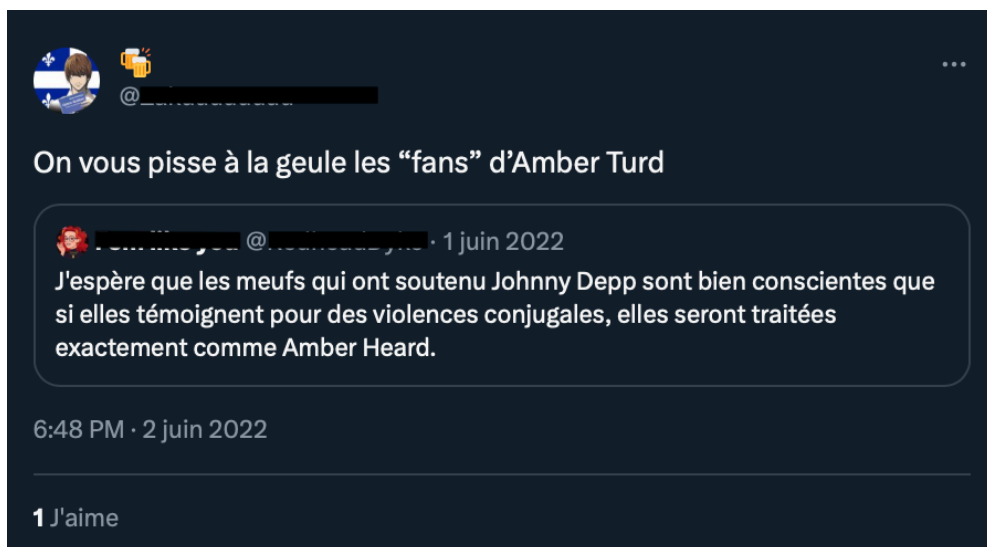 On vous pisse à la geule les “fans” d’Amber Turd
· 1 juin 2022
J'espère que les meufs qui ont soutenu Johnny Depp sont bien conscientes que
si elles témoignent pour des violences conjugales, elles seront traitées
exactement comme Amber Heard.
6:48 PM · 2 juin 2022
1 J'aime